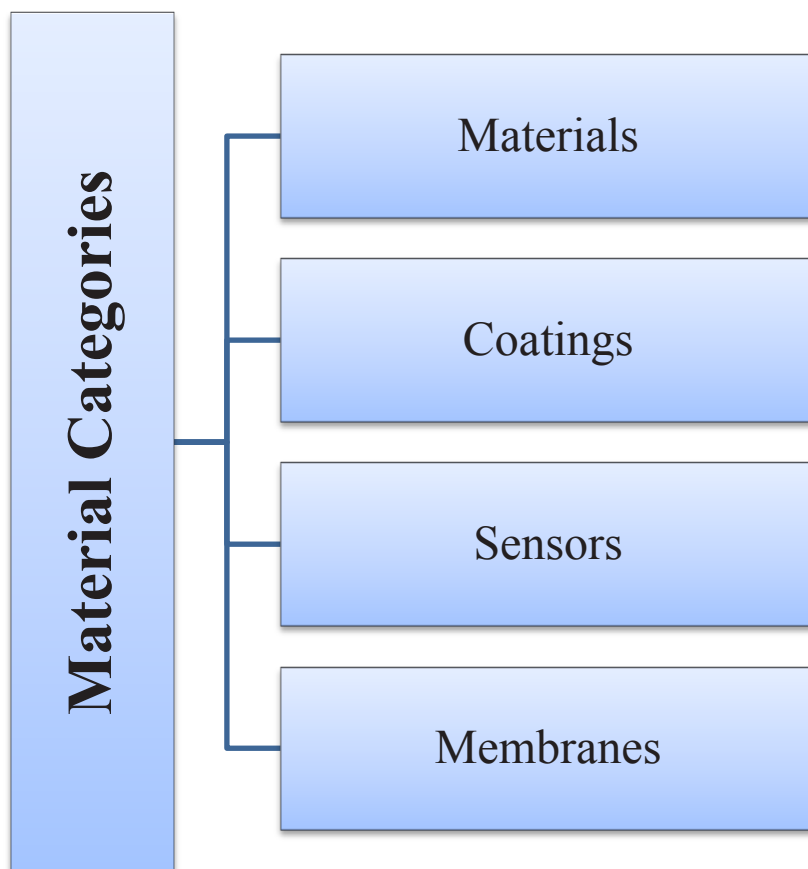 Material Categories
Materials
Coatings
Sensors
Membranes